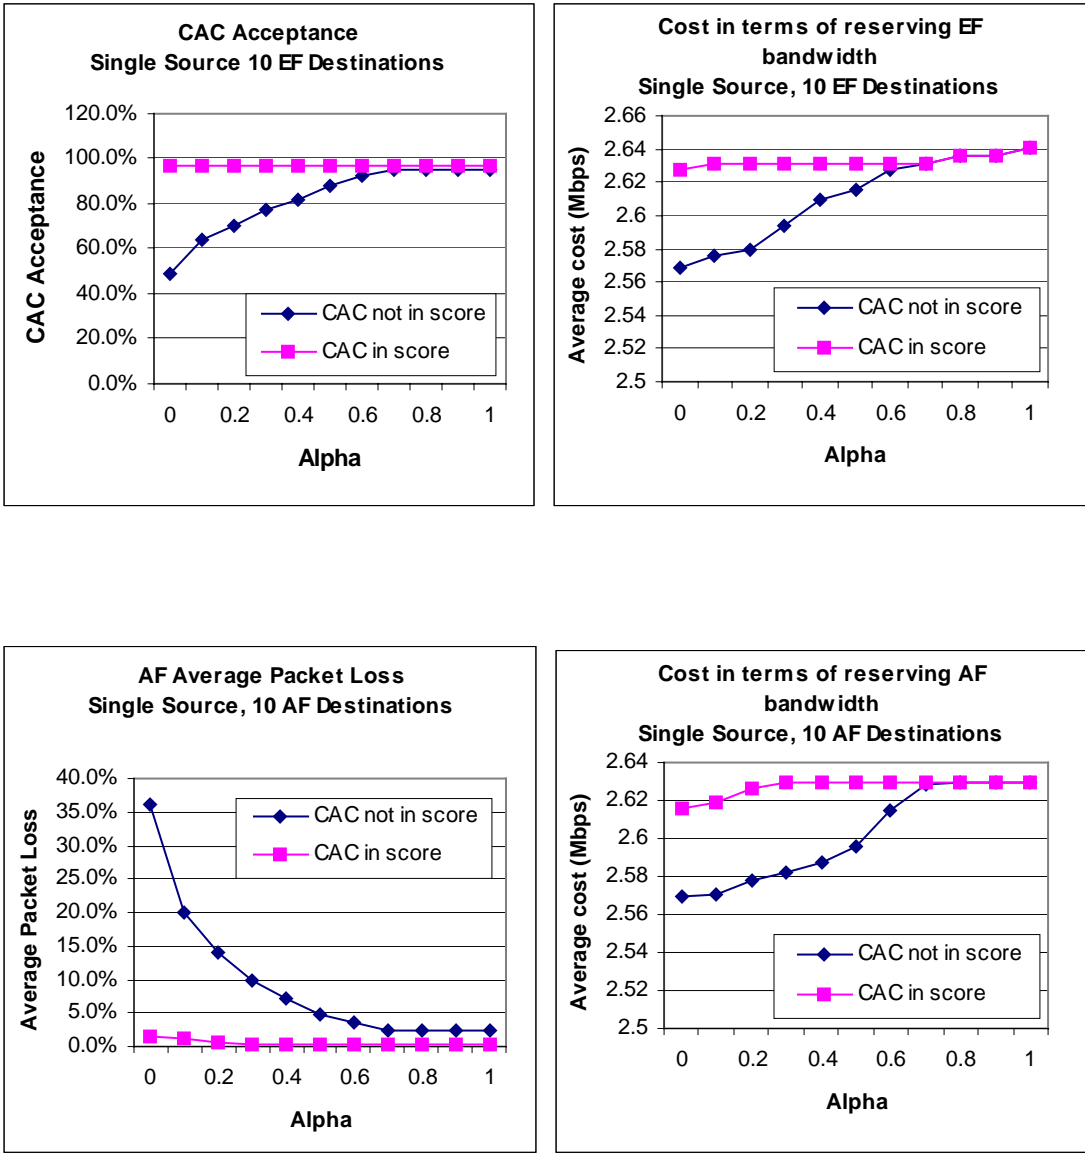 CAC Acceptance
Single Source 10 EF Destinations
120.0%
100.0%
80.0%
60.0%
40.0%
20.0%
0.0%
CAC Acceptance
CAC not in score
CAC in score
0 0.2 0.4 0.6 0.8 1
Alpha
Cost in terms of reserving EF
bandwidth
Single Source, 10 EF Destinations
2.66
2.64
2.62
2.6
2.58
2.56
2.54
2.52
2.5
Average cost (Mbps)
CAC not in score
CAC in score
0 0.2 0.4 0.6 0.8 1
Alpha
AF Average Packet Loss
Single Source, 10 AF Destinations
40.0%
35.0%
30.0%
25.0%
20.0%
15.0%
10.0%
5.0%
0.0%
Average Packet Loss
CAC not in score
CAC in score
0 0.2 0.4 0.6 0.8 1
Alpha
Cost in terms of reserving AF
bandwidth
Single Source, 10 AF Destinations
2.64
2.62
2.6
2.58
2.56
2.54
2.52
2.5
Average cost (Mbps)
CAC not in score
CAC in score
0 0.2 0.4 0.6 0.8 1
Alpha